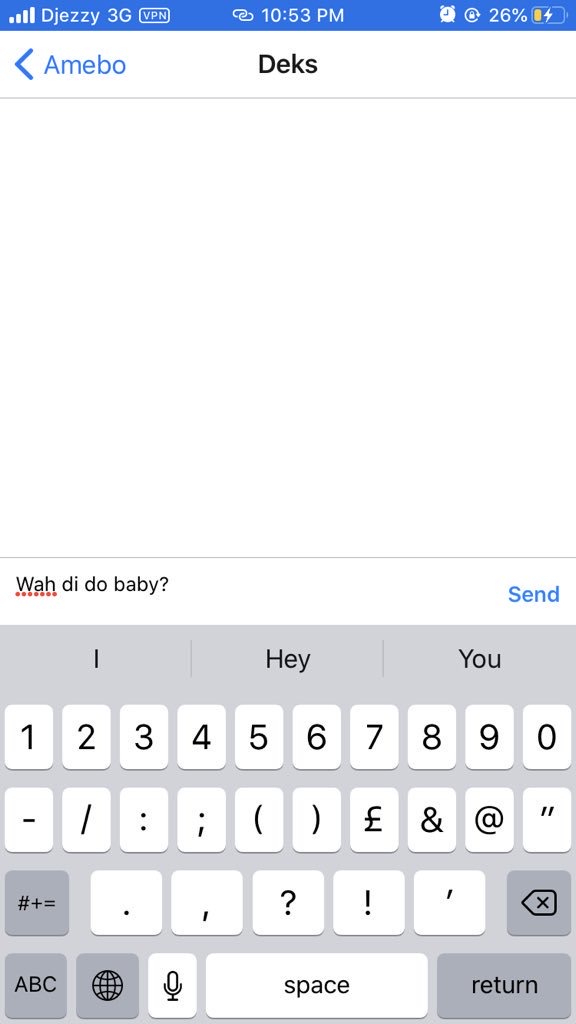 Djezzy 3G VPN 10:53 PM 26%
Amebo Deks
Wah di do baby?
Send
I Hey You
1 2 3 4 5 6 7 8 9 0
- / : ; ( ) £ & @ "
#+= . , ? ! '
ABC space return